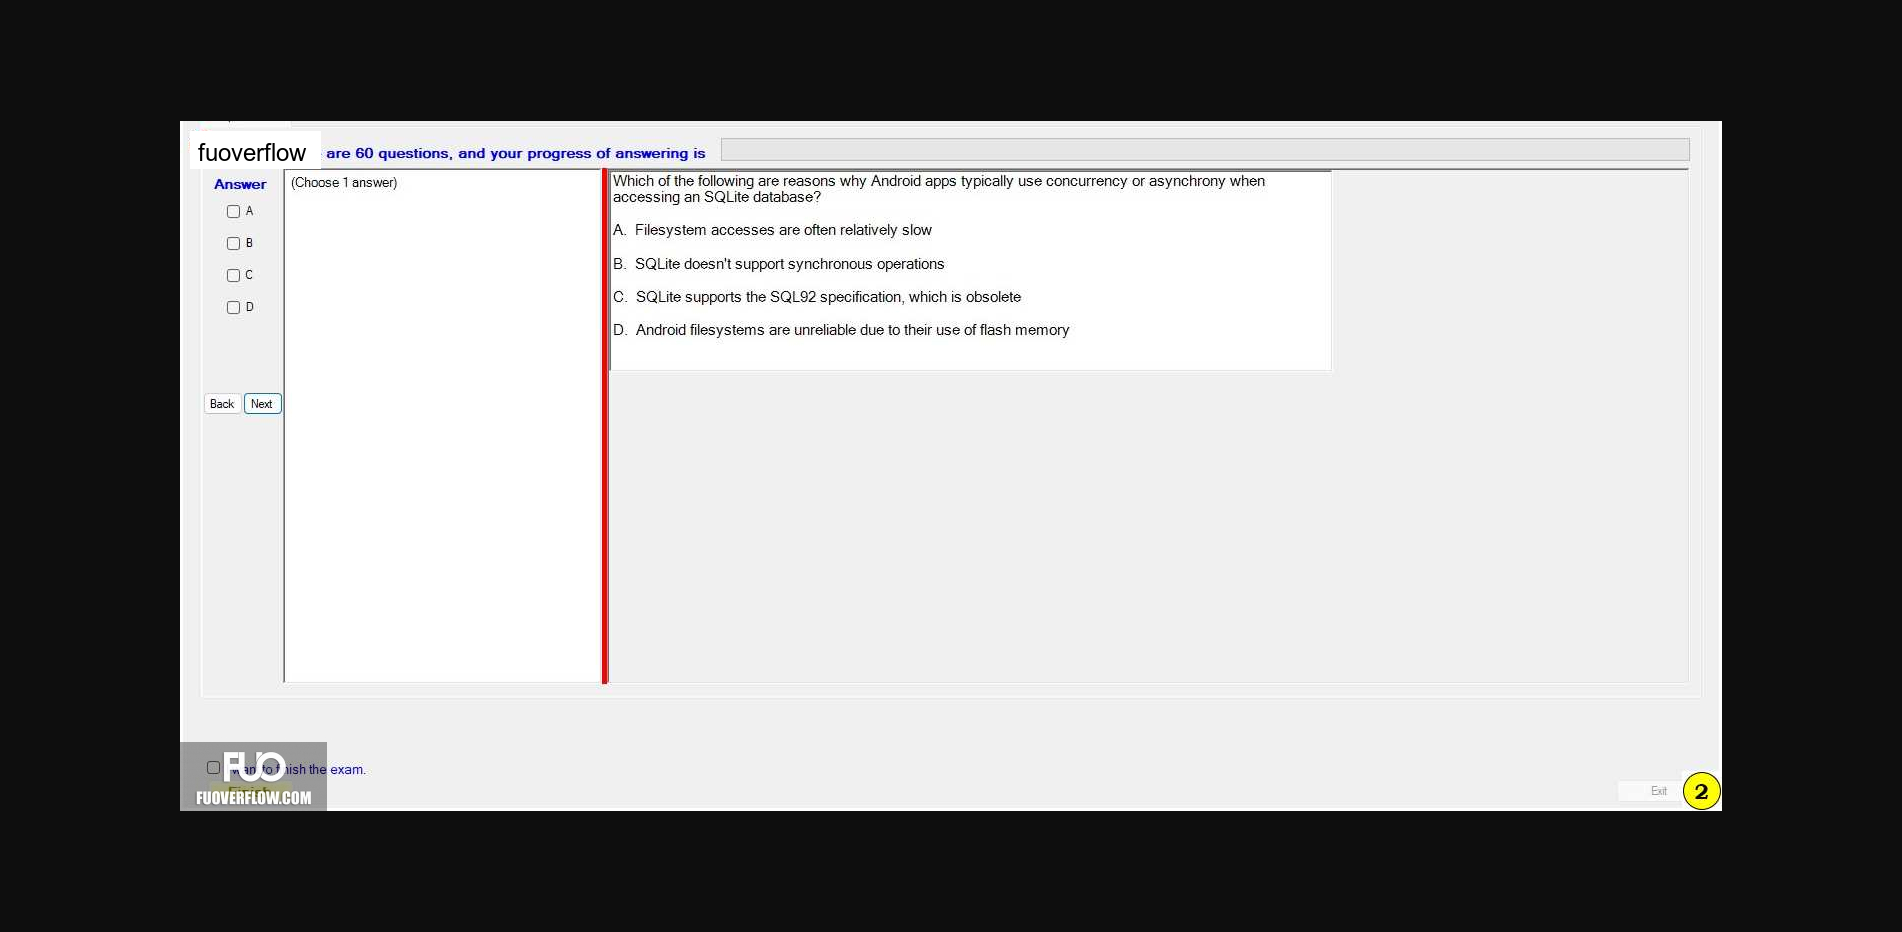 fuoverflow are 60 questions, and your progress of answering is
Answer
(Choose 1 answer)
A
B
C
D
Back Next
Which of the following are reasons why Android apps typically use concurrency or asynchrony when
accessing an SQLite database?
A. Filesystem accesses are often relatively slow
B. SQLite doesn't support synchronous operations
C. SQLite supports the SQL92 specification, which is obsolete
D. Android filesystems are unreliable due to their use of flash memory
want to finish the exam.
FUO
Finish
FUOVERFLOW.COM
Exit
2